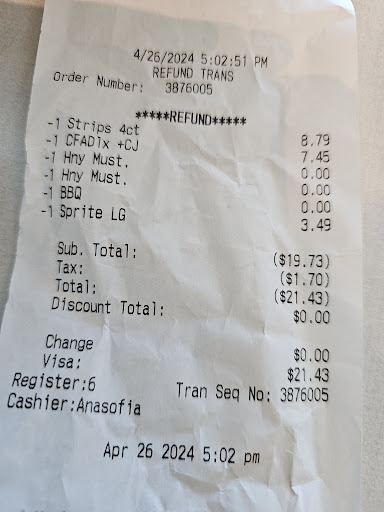 4/26/2024 5:02:51 PM
REFUND TRANS
Order Number: 3876005
*****REFUND*****
-1 Strips 4ct 8.79
-1 CFADlx +CJ 7.45
-1 Hny Must. 0.00
-1 Hny Must. 0.00
-1 BBQ 0.00
-1 Sprite LG 3.49
Sub. Total: ($19.73)
Tax: ($1.70)
Total: ($21.43)
Discount Total: $0.00
Change $0.00
Visa: $21.43
Register:6 Tran Seq No: 3876005
Cashier:Anasofia
Apr 26 2024 5:02 pm